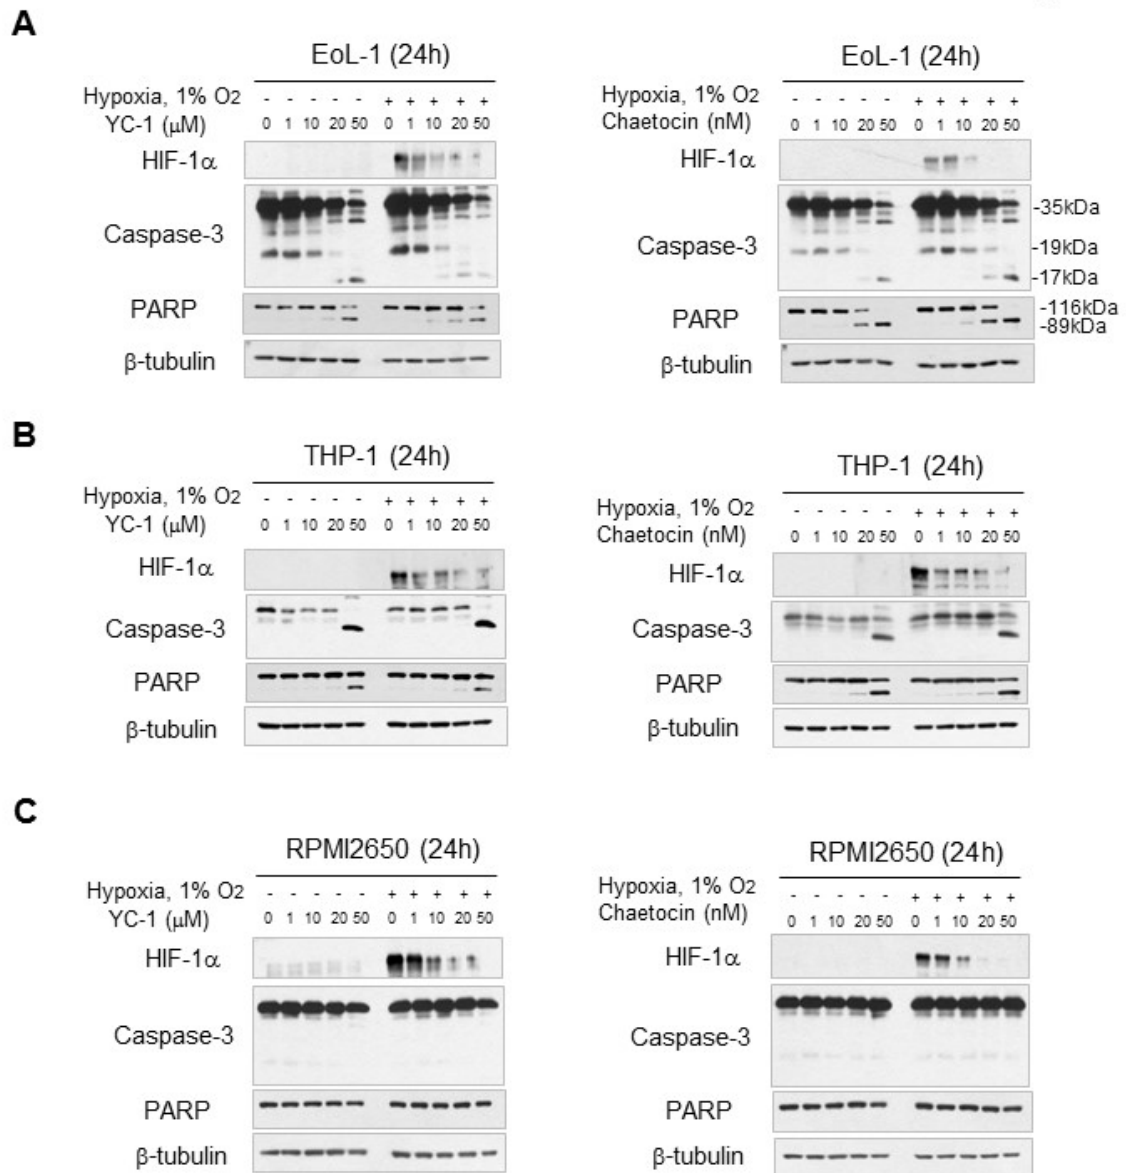 A
EoL-1 (24h)
Hypoxia, 1% O2 - - - - - + + + + +
YC-1 (μM) 0 1 10 20 50 0 1 10 20 50
HIF-1α
Caspase-3
PARP
β-tubulin
EoL-1 (24h)
Hypoxia, 1% O2 - - - - - + + + + +
Chaetocin (nM) 0 1 10 20 50 0 1 10 20 50
HIF-1α
Caspase-3
-35kDa
-19kDa
-17kDa
PARP
-116kDa
-89kDa
β-tubulin
B
THP-1 (24h)
Hypoxia, 1% O2 - - - - - + + + + +
YC-1 (μM) 0 1 10 20 50 0 1 10 20 50
HIF-1α
Caspase-3
PARP
β-tubulin
THP-1 (24h)
Hypoxia, 1% O2 - - - - - + + + + +
Chaetocin (nM) 0 1 10 20 50 0 1 10 20 50
HIF-1α
Caspase-3
PARP
β-tubulin
C
RPMI2650 (24h)
Hypoxia, 1% O2 - - - - - + + + + +
YC-1 (μM) 0 1 10 20 50 0 1 10 20 50
HIF-1α
Caspase-3
PARP
β-tubulin
RPMI2650 (24h)
Hypoxia, 1% O2 - - - - - + + + + +
Chaetocin (nM) 0 1 10 20 50 0 1 10 20 50
HIF-1α
Caspase-3
PARP
β-tubulin